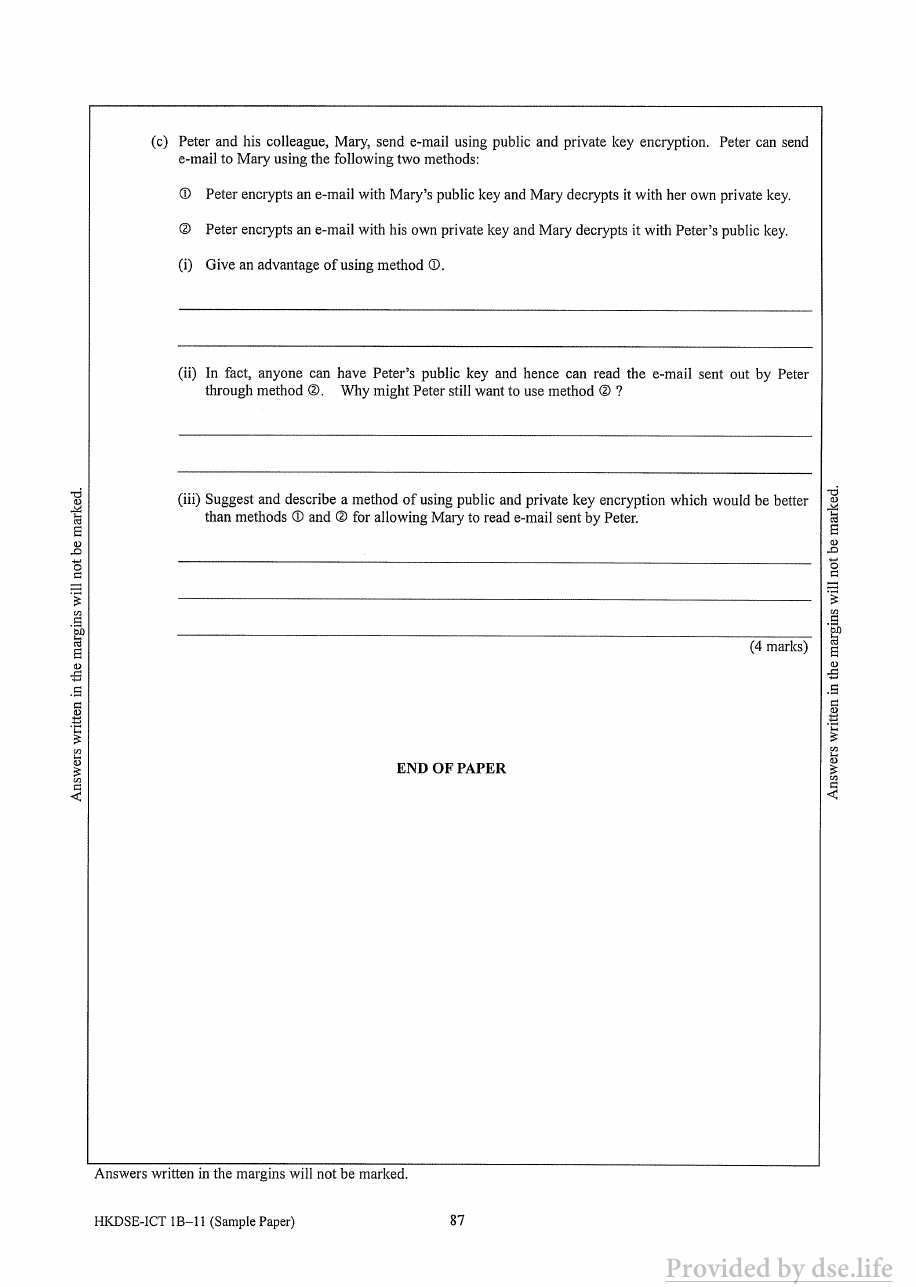 (c) Peter and his colleague, Mary, send e-mail using public and private key encryption. Peter can send
e-mail to Mary using the following two methods:
① Peter encrypts an e-mail with Mary’s public key and Mary decrypts it with her own private key.
② Peter encrypts an e-mail with his own private key and Mary decrypts it with Peter’s public key.
(i) Give an advantage of using method ①.
(ii) In fact, anyone can have Peter’s public key and hence can read the e-mail sent out by Peter
through method ②. Why might Peter still want to use method ② ?
(iii) Suggest and describe a method of using public and private key encryption which would be better
than methods ① and ② for allowing Mary to read e-mail sent by Peter.
(4 marks)
Answers written in the margins will not be marked.
Answers written in the margins will not be marked.
END OF PAPER
Answers written in the margins will not be marked.
HKDSE-ICT 1B–11 (Sample Paper)
87
Provided by dse.life